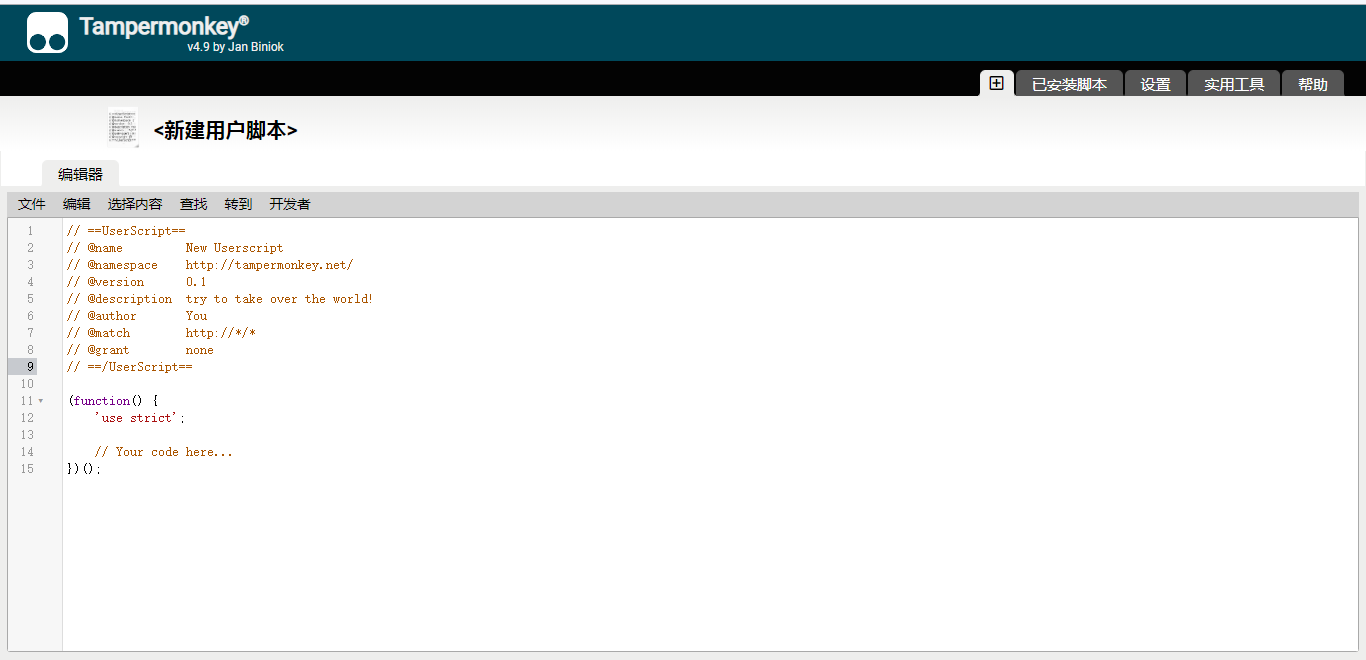 Tampermonkey®
v4.9 by Jan Biniok
已安装脚本 设置 实用工具 帮助
<新建用户脚本>
编辑器
文件 编辑 选择内容 查找 转到 开发者
1 // ==UserScript==
2 // @name New Userscript
3 // @namespace http://tampermonkey.net/
4 // @version 0.1
5 // @description try to take over the world!
6 // @author You
7 // @match http://*/*
8 // @grant none
9 // ==/UserScript==
10
11 (function() {
12 'use strict';
13
14 // Your code here...
15 })();